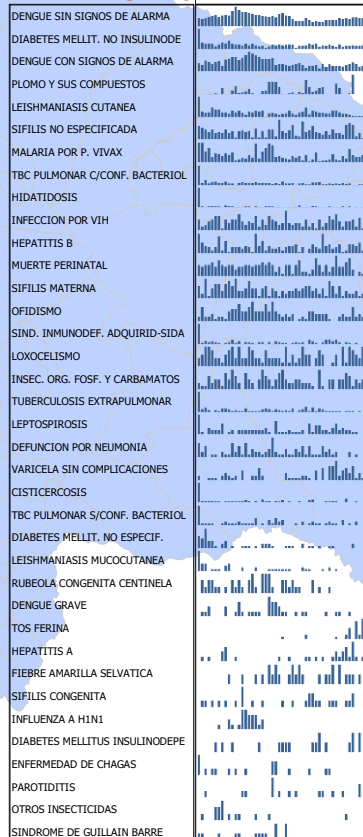 DENGUE SIN SIGNOS DE ALARMA
DIABETES MELLIT. NO INSULINODE
DENGUE CON SIGNOS DE ALARMA
PLOMO Y SUS COMPUESTOS
LEISHMANIASIS CUTANEA
SIFILIS NO ESPECIFICADA
MALARIA POR P. VIVAX
TBC PULMONAR C/CONF. BACTERIOL
HIDATIDOSIS
INFECCION POR VIH
HEPATITIS B
MUERTE PERINATAL
SIFILIS MATERNA
OFIDISMO
SIND. INMUNODEF. ADQUIRID-SIDA
LOXOCELISMO
INSEC. ORG. FOSF. Y CARBAMATOS
TUBERCULOSIS EXTRAPULMONAR
LEPTOSPIROSIS
DEFUNCION POR NEUMONIA
VARICELA SIN COMPLICACIONES
CISTICERCOSIS
TBC PULMONAR S/CONF. BACTERIOL
DIABETES MELLIT. NO ESPECIF.
LEISHMANIASIS MUCOCUTANEA
RUBEOLA CONGENITA CENTINELA
DENGUE GRAVE
TOS FERINA
HEPATITIS A
FIEBRE AMARILLA SELVATICA
SIFILIS CONGENITA
INFLUENZA A H1N1
DIABETES MELLITUS INSULINODEPE
ENFERMEDAD DE CHAGAS
PAROTIDITIS
OTROS INSECTICIDAS
SINDROME DE GUILLAIN BARRE